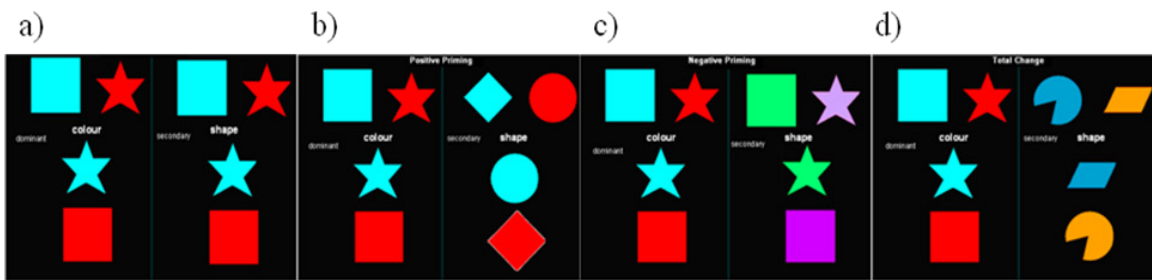 a) b) c) d)
Positive Priming Negative Priming Total Change
colour shape colour shape colour shape colour shape
dominant secondary dominant secondary dominant secondary dominant secondary